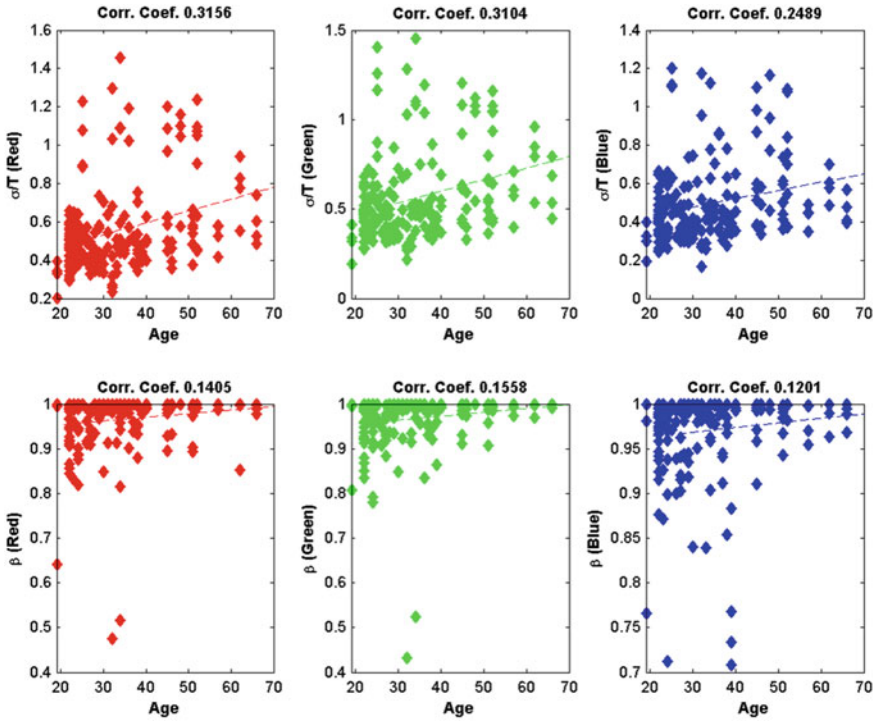 Corr. Coef. 0.3156
1.6
1.4
1.2
1
0.8
0.6
0.4
0.2
σ/T (Red)
20 30 40 50 60 70
Age
Corr. Coef. 0.3104
1.5
1
0.5
0
σ/T (Green)
20 30 40 50 60 70
Age
Corr. Coef. 0.2489
1.4
1.2
1
0.8
0.6
0.4
0.2
0
σ/T (Blue)
20 30 40 50 60 70
Age
Corr. Coef. 0.1405
1
0.9
0.8
0.7
0.6
0.5
0.4
β (Red)
20 30 40 50 60 70
Age
Corr. Coef. 0.1558
1
0.9
0.8
0.7
0.6
0.5
0.4
β (Green)
20 30 40 50 60 70
Age
Corr. Coef. 0.1201
1
0.95
0.9
0.85
0.8
0.75
0.7
β (Blue)
20 30 40 50 60 70
Age